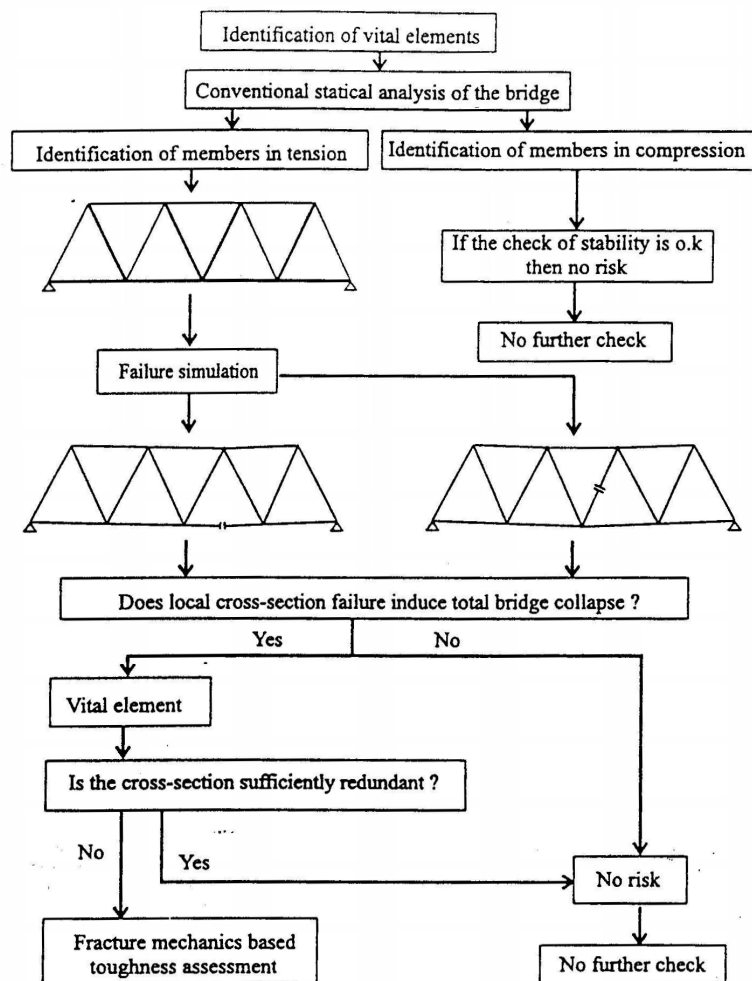 Identification of vital elements
Conventional statical analysis of the bridge
Identification of members in tension
Identification of members in compression
If the check of stability is o.k
then no risk
No further check
Failure simulation
Does local cross-section failure induce total bridge collapse ?
Yes
No
Vital element
Is the cross-section sufficiently redundant ?
No
Yes
No risk
Fracture mechanics based
toughness assessment
No further check